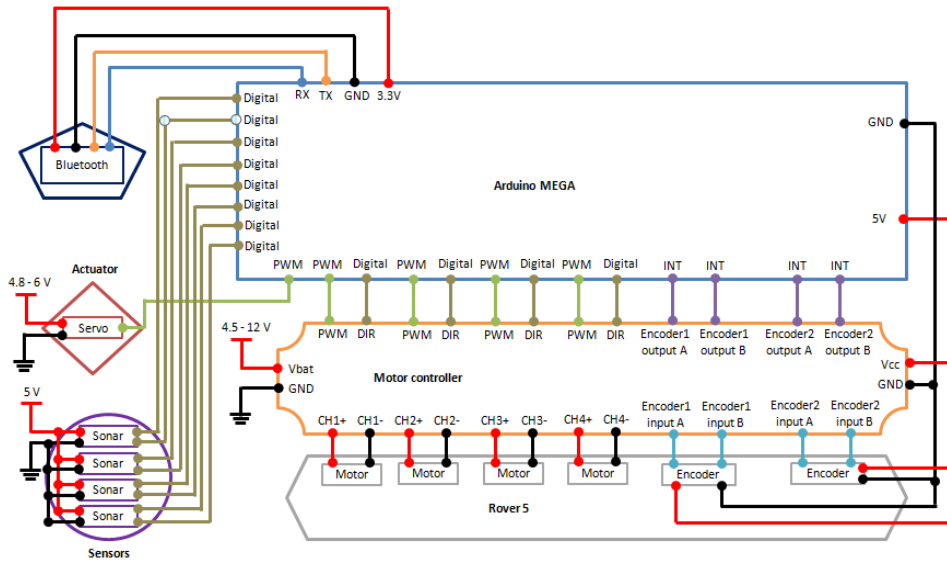 RX TX GND 3.3V
Digital
Digital
Digital
Digital
Digital
Digital
Digital
Digital
GND
Bluetooth
Arduino MEGA
5V
PWM PWM Digital PWM Digital PWM Digital PWM Digital INT INT INT INT
Actuator
4.8 - 6 V
Servo
4.5 - 12 V
PWM DIR PWM DIR PWM DIR PWM DIR
Encoder1 output A
Encoder1 output B
Encoder2 output A
Encoder2 output B
Vbat
GND
Motor controller
Vcc
GND
5 V
CH1+ CH1- CH2+ CH2- CH3+ CH3- CH4+ CH4-
Encoder1 input A
Encoder1 input B
Encoder2 input A
Encoder2 input B
Sonar
Sonar
Sonar
Sonar
Motor Motor Motor Motor Encoder Encoder
Rover 5
Sensors